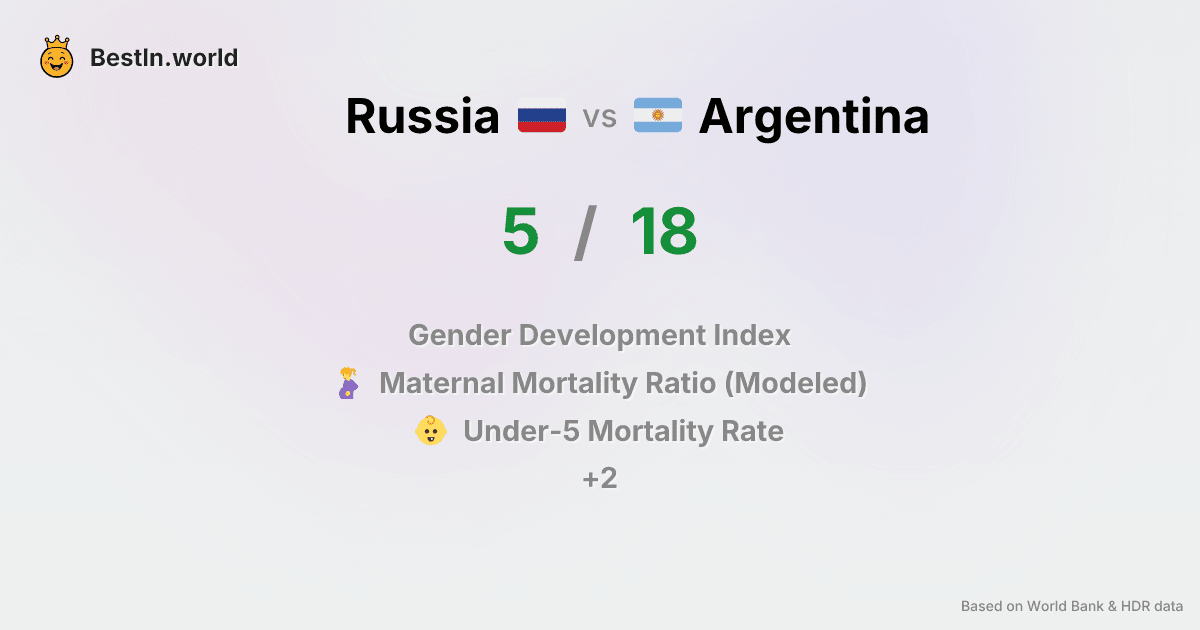 BestIn.world
Russia vs Argentina
5 / 18
Gender Development Index
Maternal Mortality Ratio (Modeled)
Under-5 Mortality Rate
+2
Based on World Bank & HDR data